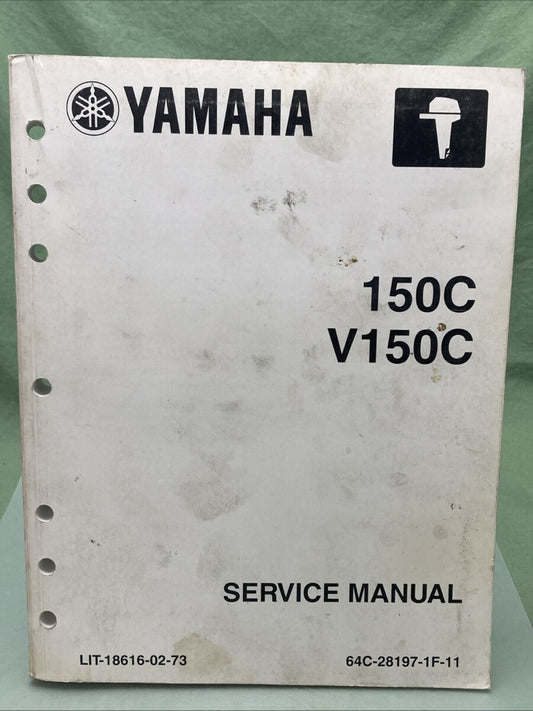 YAMAHA
150C
V150C
SERVICE MANUAL
LIT-18616-02-73 64C-28197-1F-11